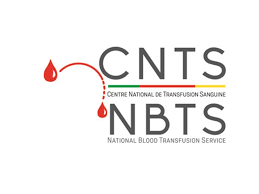 CNTS
Centre National de Transfusion Sanguine
NBTS
National Blood Transfusion Service